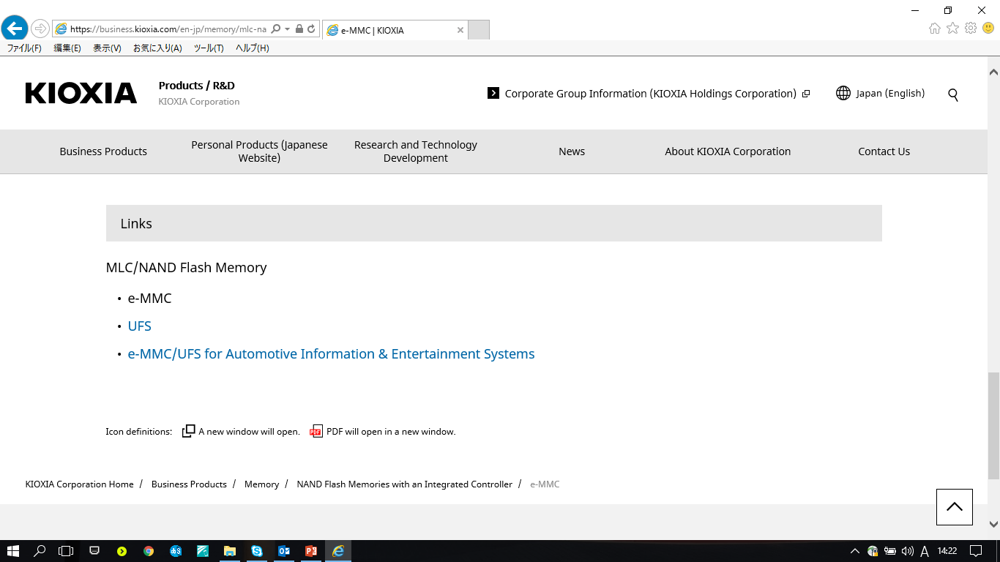 https://business.kioxia.com/en-jp/memory/mlc-na
e-MMC | KIOXIA
ファイル(F) 編集(E) 表示(V) お気に入り(A) ツール(T) ヘルプ(H)
KIOXIA
Products / R&D
KIOXIA Corporation
Corporate Group Information (KIOXIA Holdings Corporation)
Japan (English)
Business Products
Personal Products (Japanese
Website)
Research and Technology
Development
News
About KIOXIA Corporation
Contact Us
Links
MLC/NAND Flash Memory
• e-MMC
• UFS
• e-MMC/UFS for Automotive Information & Entertainment Systems
Icon definitions: A new window will open. PDF PDF will open in a new window.
KIOXIA Corporation Home / Business Products / Memory / NAND Flash Memories with an Integrated Controller / e-MMC
A 14:22